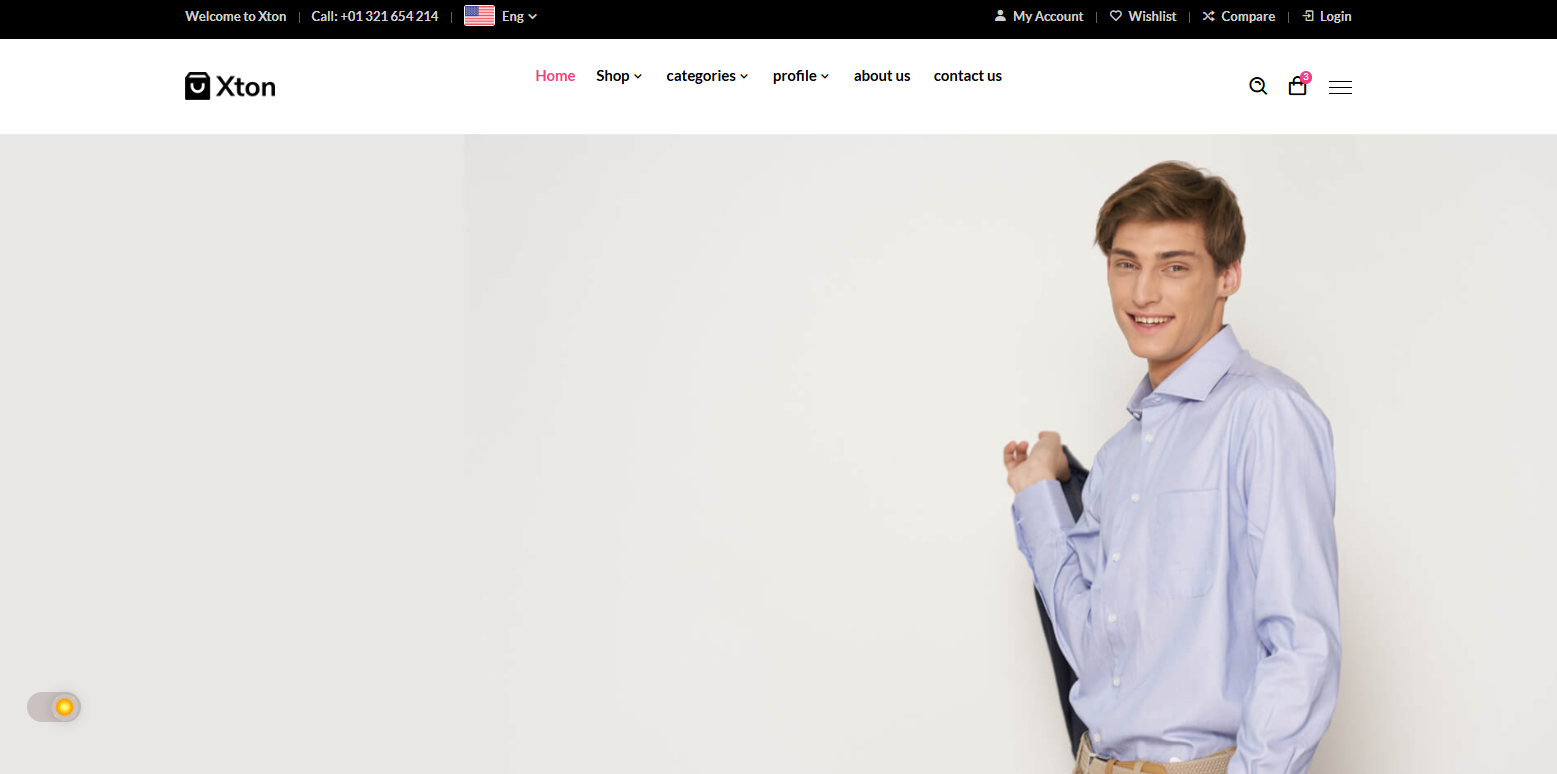 Welcome to Xton | Call: +01 321 654 214 | Eng My Account | Wishlist | Compare | Login
Xton Home Shop categories profile about us contact us 3